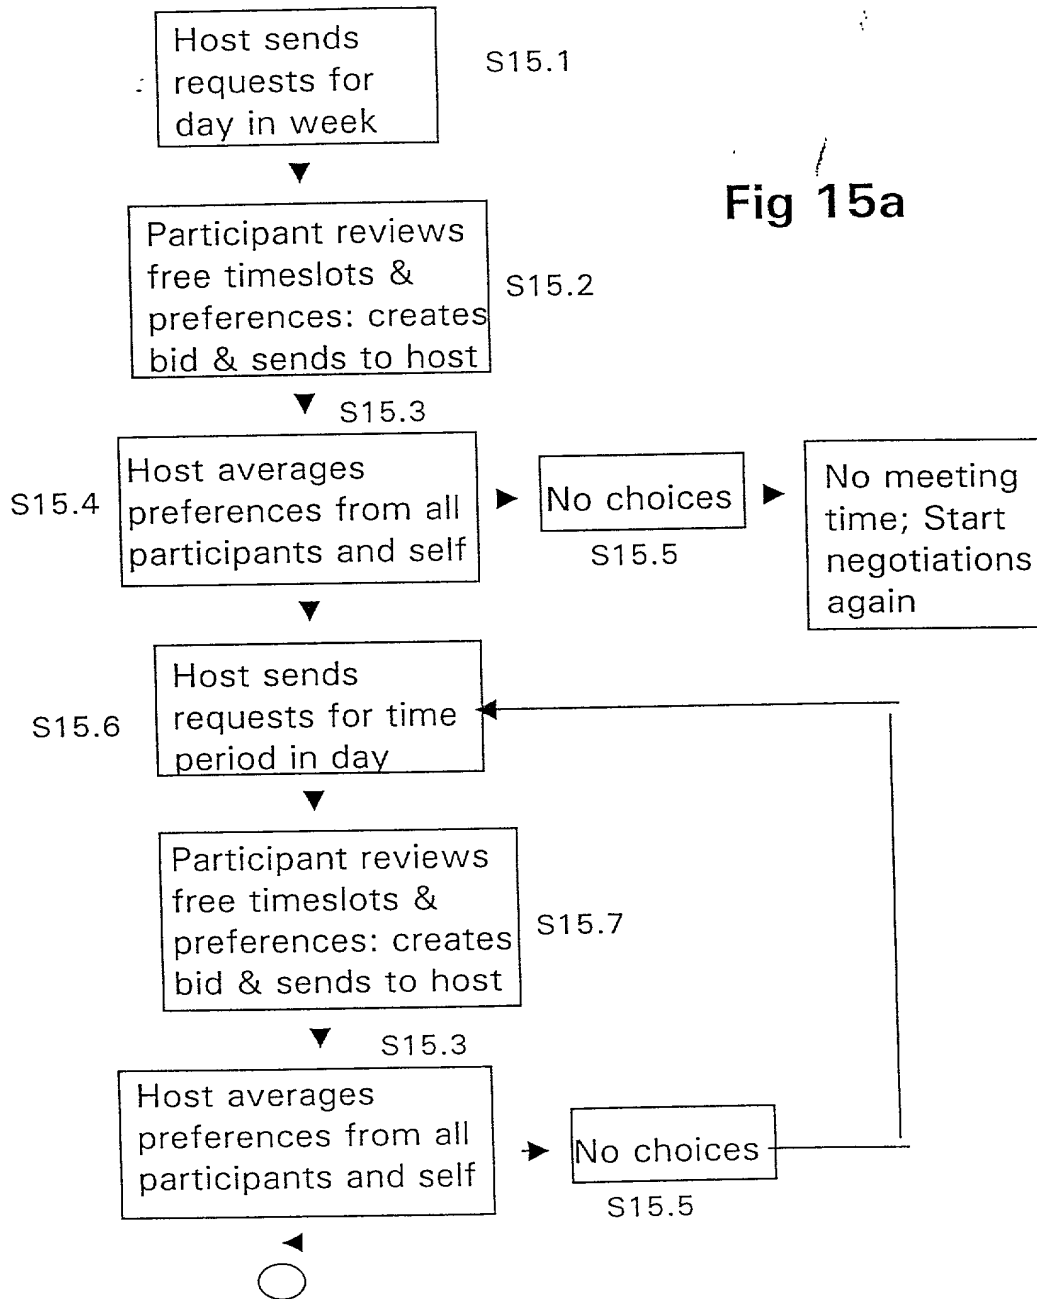 Host sends
requests for
day in week
S15.1
Fig 15a
Participant reviews
free timeslots &
preferences: creates
bid & sends to host
S15.2
S15.3
S15.4
Host averages
preferences from all
participants and self
No choices
S15.5
No meeting
time; Start
negotiations
again
S15.6
Host sends
requests for time
period in day
Participant reviews
free timeslots &
preferences: creates
bid & sends to host
S15.7
S15.3
Host averages
preferences from all
participants and self
No choices
S15.5